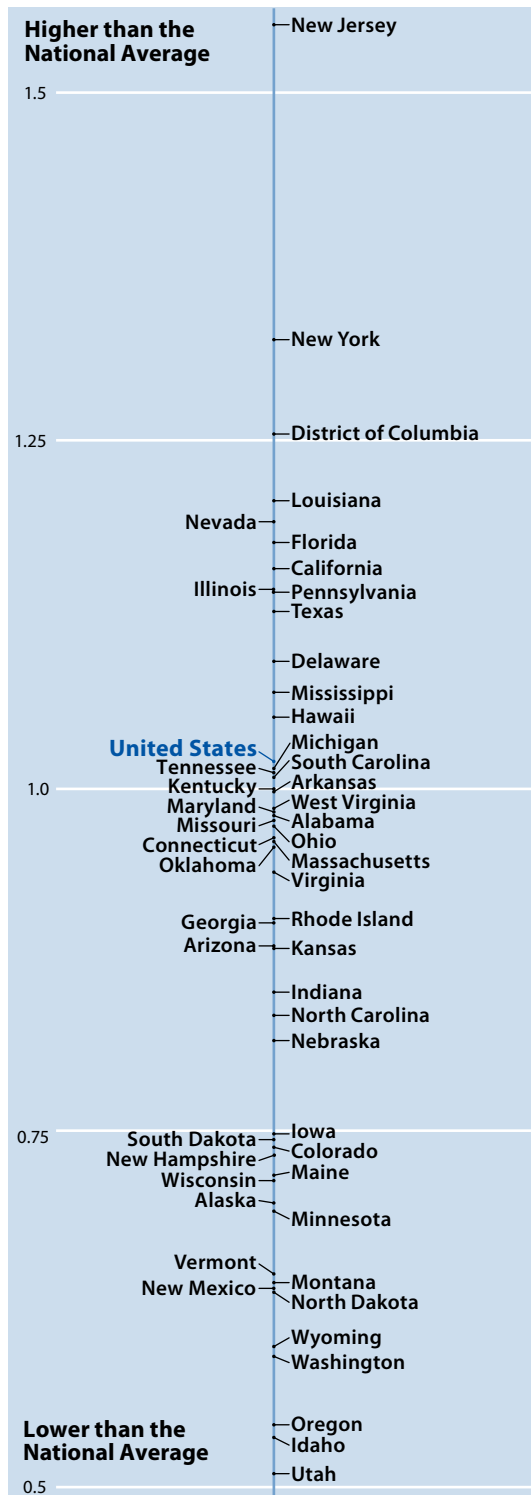 Higher than the
National Average
New Jersey
1.5
New York
1.25
District of Columbia
Louisiana
Nevada
Florida
California
Illinois
Pennsylvania
Texas
Delaware
Mississippi
Hawaii
Michigan
United States
South Carolina
Tennessee
Arkansas
Kentucky
1.0
West Virginia
Maryland
Alabama
Missouri
Ohio
Connecticut
Massachusetts
Oklahoma
Virginia
Rhode Island
Georgia
Arizona
Kansas
Indiana
North Carolina
Nebraska
Iowa
0.75
South Dakota
Colorado
New Hampshire
Maine
Wisconsin
Alaska
Minnesota
Vermont
Montana
New Mexico
North Dakota
Wyoming
Washington
Oregon
Lower than the
National Average
Idaho
Utah
0.5